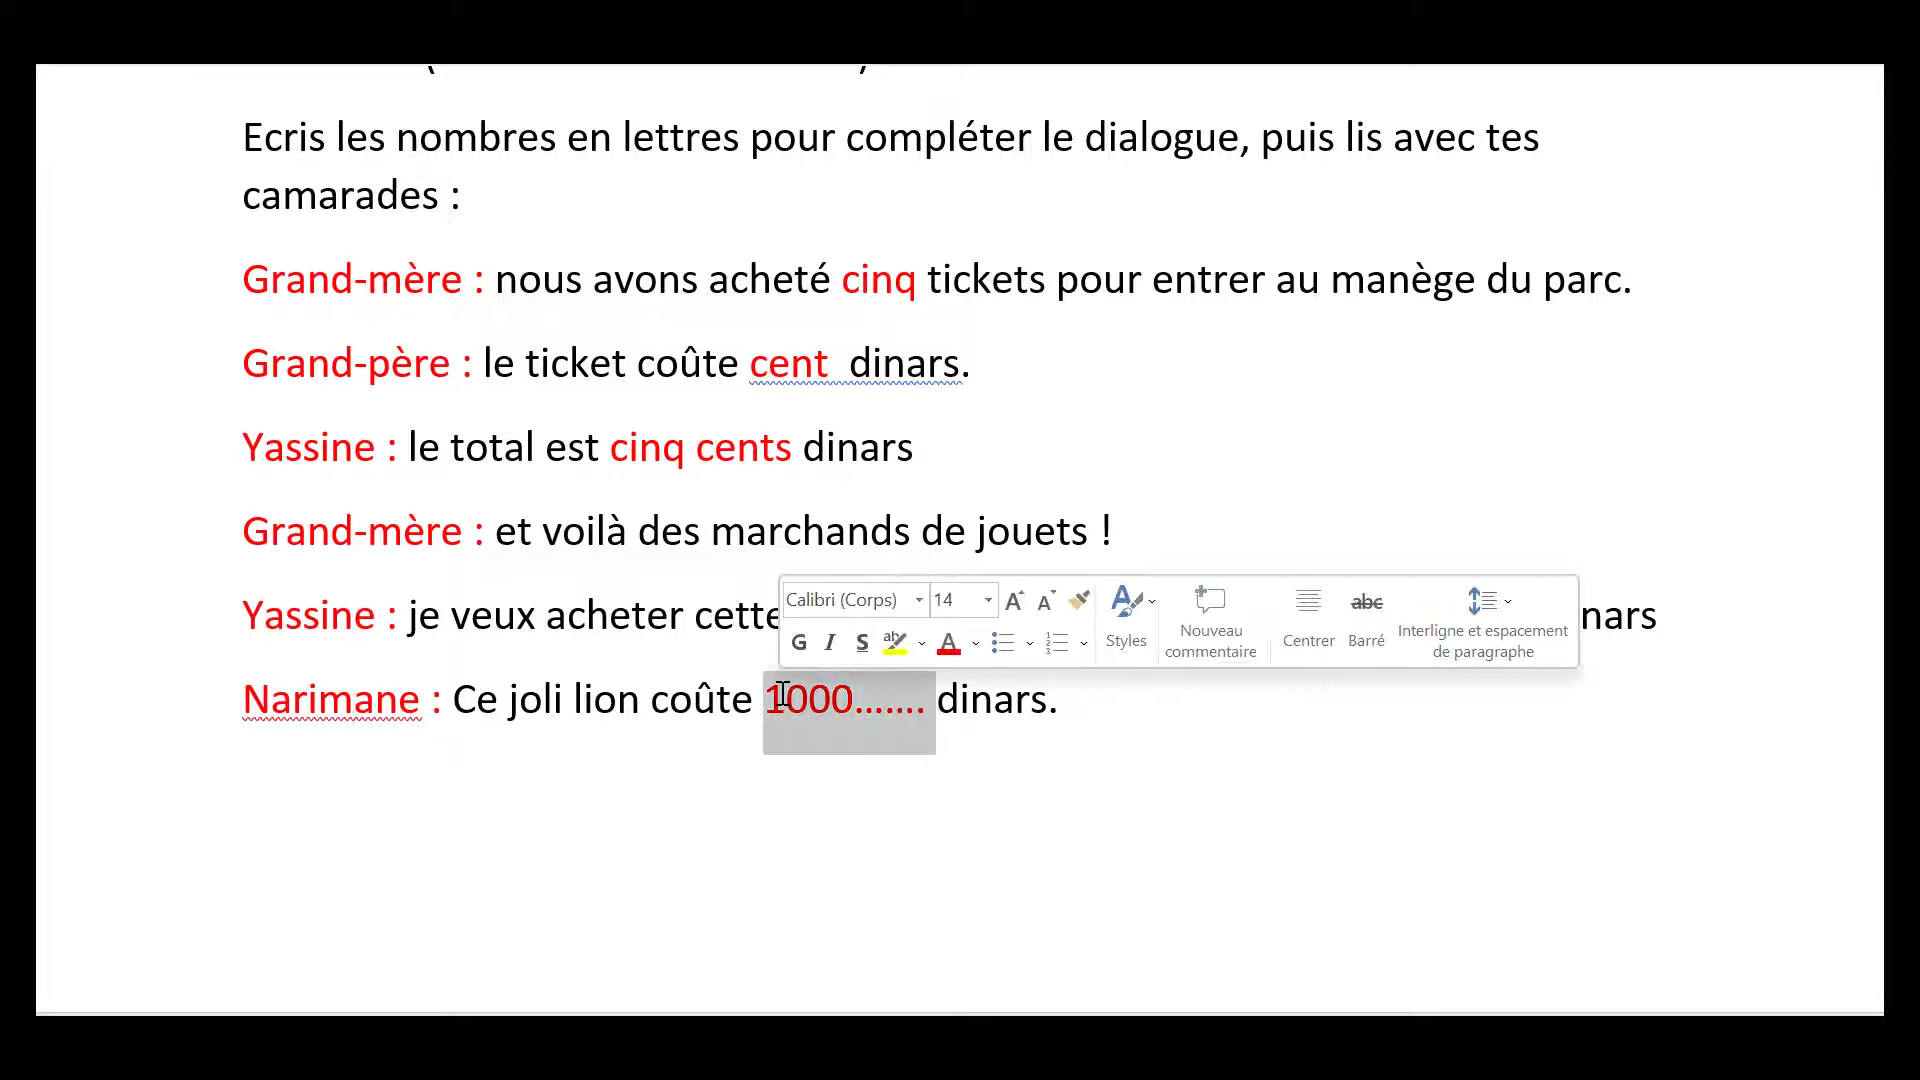 Ecris les nombres en lettres pour compléter le dialogue, puis lis avec tes
camarades :
Grand-mère : nous avons acheté cinq tickets pour entrer au manège du parc.
Grand-père : le ticket coûte cent dinars.
Yassine : le total est cinq cents dinars
Grand-mère : et voilà des marchands de jouets !
Calibri (Corps) 14
Yassine : je veux acheter cette nars
G I S Styles Nouveau commentaire Centrer abc Barré Interligne et espacement de paragraphe
Narimane : Ce joli lion coûte 1000....... dinars.